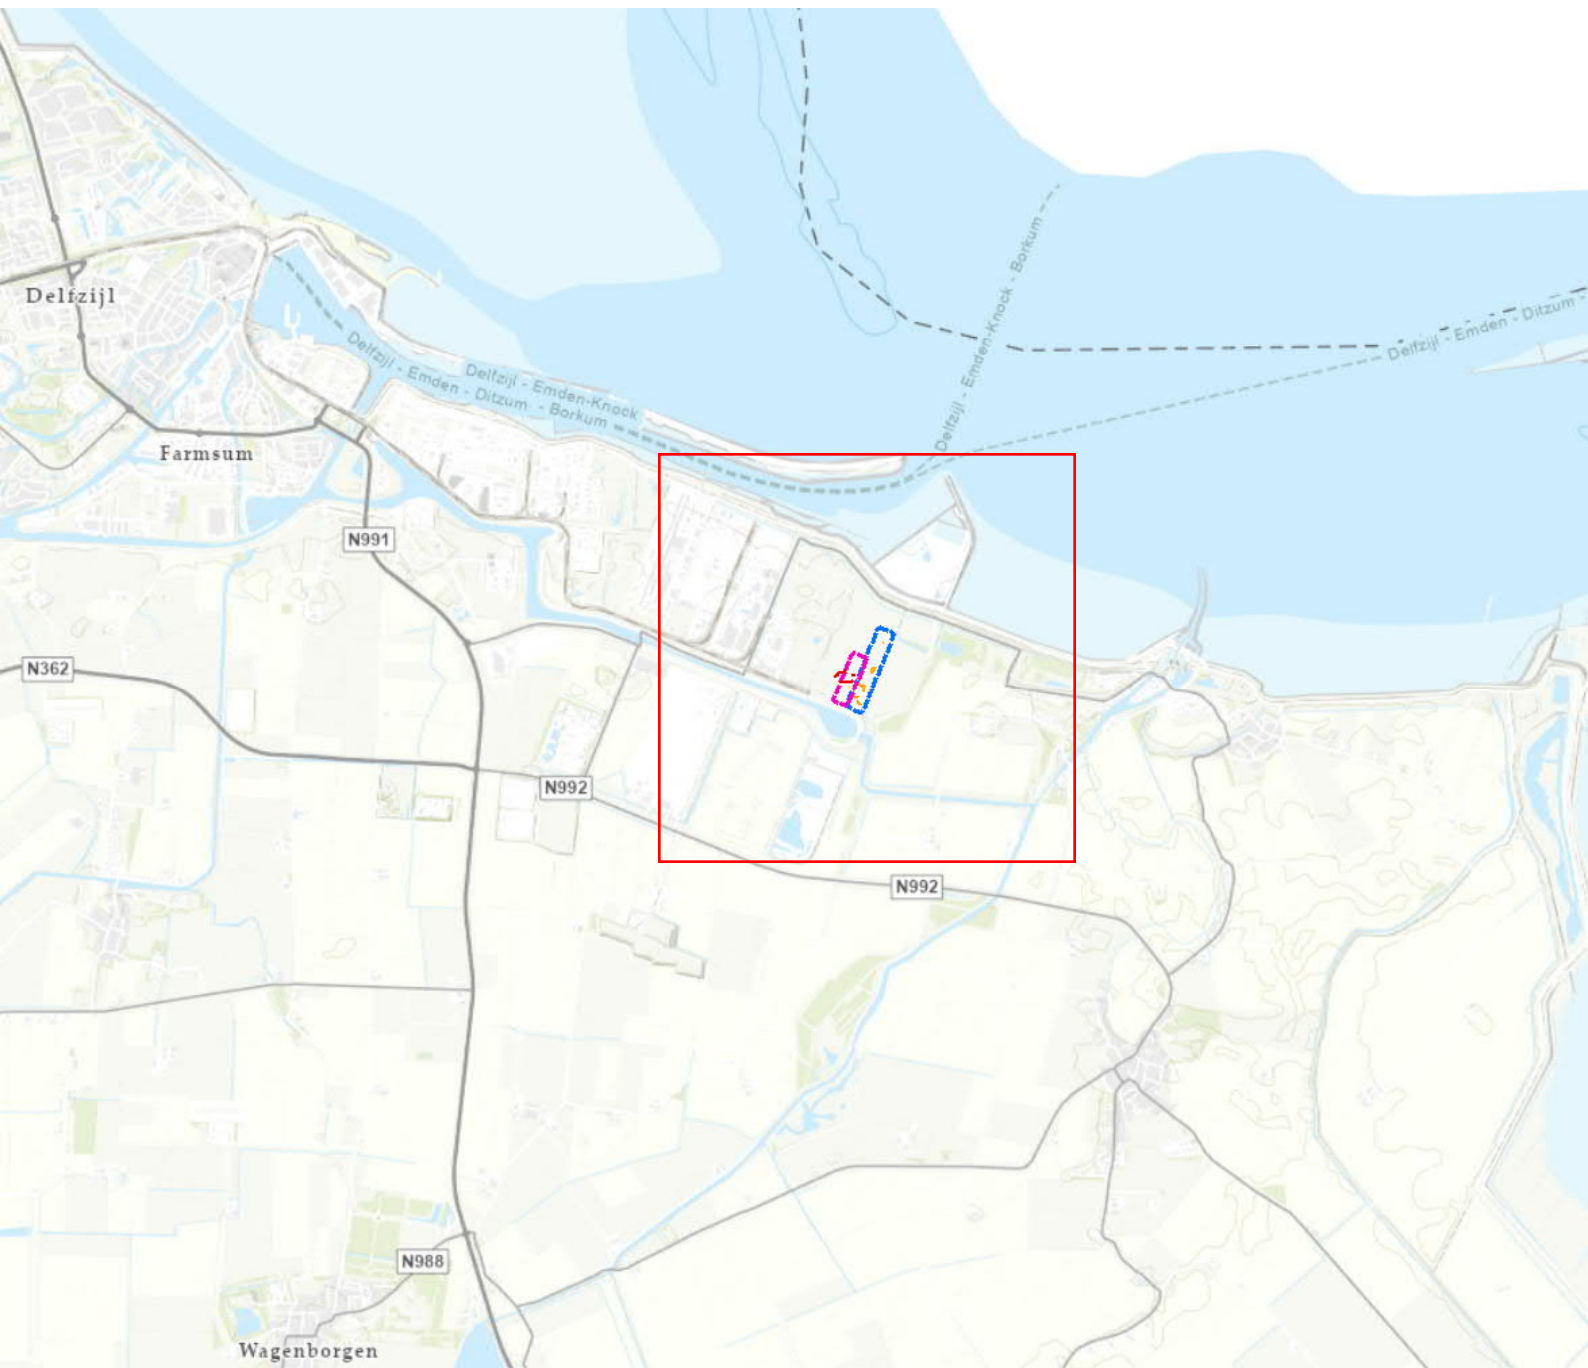 Delfzijl
Delfzijl - Emden-Knock - Borkum
Delfzijl - Emden - Ditzum -
Delfzijl - Emden-Knock
Delfzijl - Emden - Ditzum - Borkum
Farmsum
N991
N362
N992
N992
N988
Wagenborgen